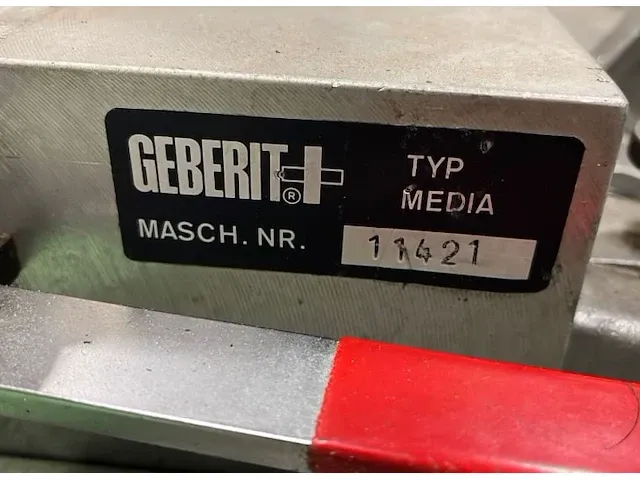 GEBERIT®
TYP
MEDIA
MASCH. NR. 11421